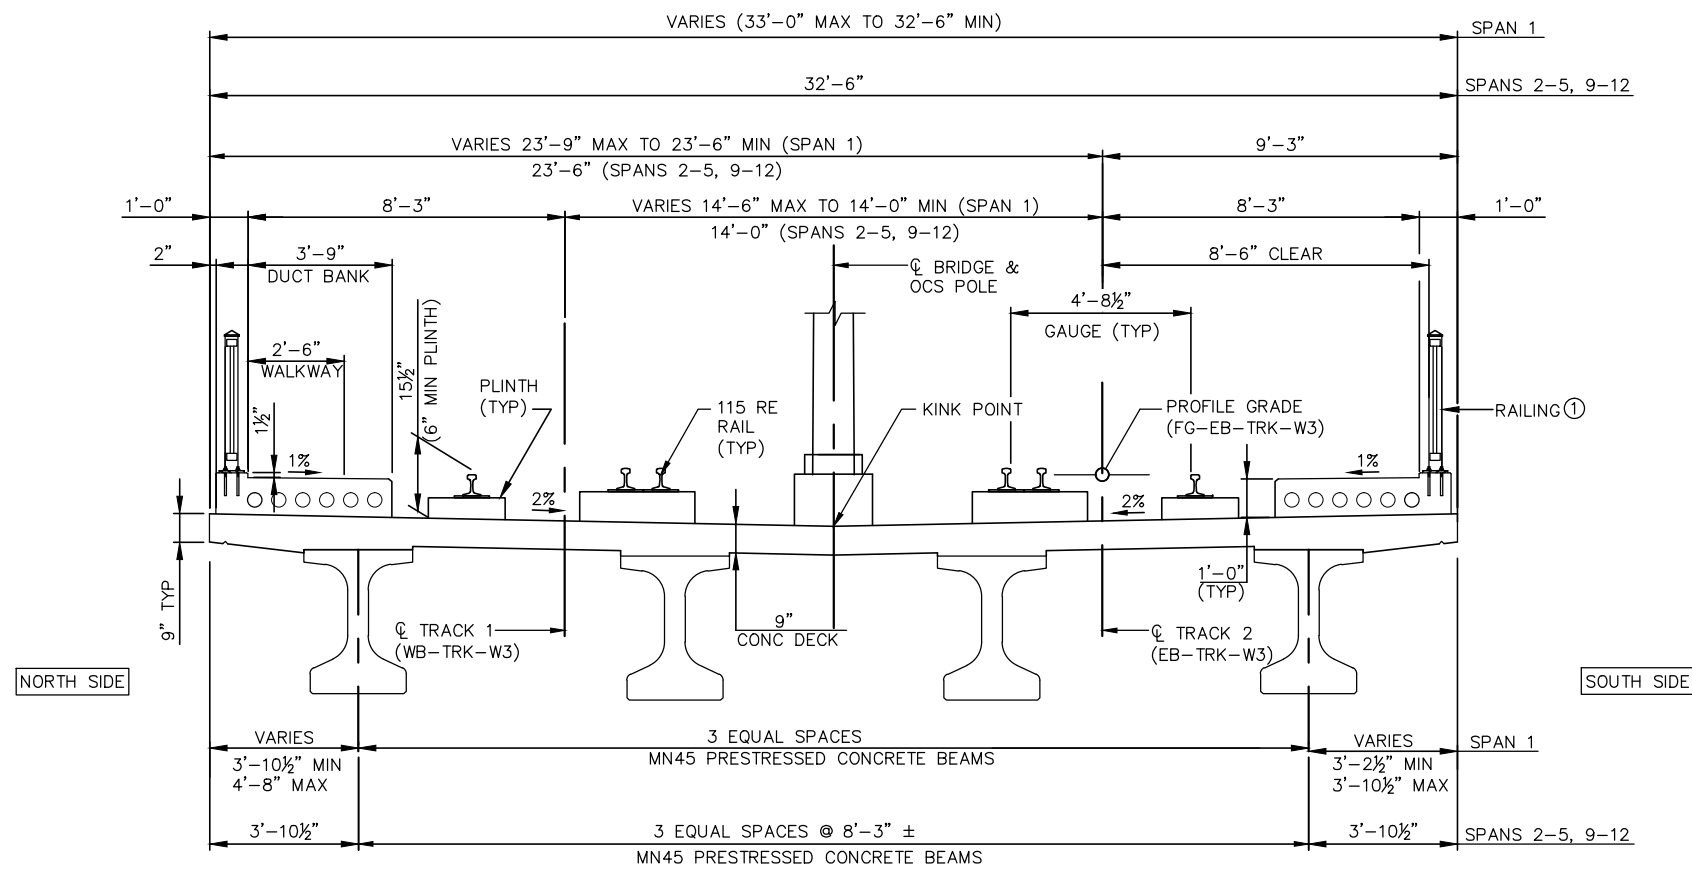 VARIES (33'-0" MAX TO 32'-6" MIN)
SPAN 1
32'-6"
SPANS 2-5, 9-12
VARIES 23'-9" MAX TO 23'-6" MIN (SPAN 1)
23'-6" (SPANS 2-5, 9-12)
9'-3"
1'-0"
8'-3"
VARIES 14'-6" MAX TO 14'-0" MIN (SPAN 1)
14'-0" (SPANS 2-5, 9-12)
8'-3"
1'-0"
2"
3'-9"
DUCT BANK
℄ BRIDGE &
OCS POLE
8'-6" CLEAR
4'-8½"
GAUGE (TYP)
2'-6"
WALKWAY
15½"
(6" MIN PLINTH)
1½"
PLINTH
(TYP)
115 RE
RAIL
(TYP)
KINK POINT
PROFILE GRADE
(FG-EB-TRK-W3)
RAILING 1
1%
1%
2%
2%
9" TYP
1'-0"
(TYP)
℄ TRACK 1
(WB-TRK-W3)
9"
CONC DECK
℄ TRACK 2
(EB-TRK-W3)
NORTH SIDE
SOUTH SIDE
VARIES
3'-10½" MIN
4'-8" MAX
3 EQUAL SPACES
MN45 PRESTRESSED CONCRETE BEAMS
VARIES
3'-2½" MIN
3'-10½" MAX
SPAN 1
3'-10½"
3 EQUAL SPACES @ 8'-3" ±
MN45 PRESTRESSED CONCRETE BEAMS
3'-10½"
SPANS 2-5, 9-12